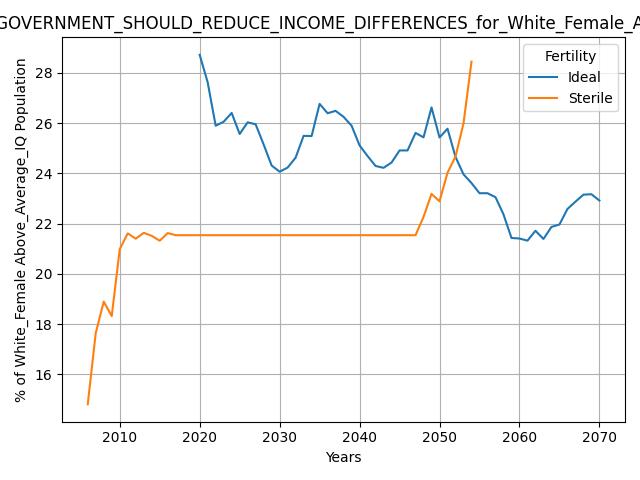 GOVERNMENT_SHOULD_REDUCE_INCOME_DIFFERENCES_for_White_Female_A
Fertility
Ideal
Sterile
% of White_Female Above_Average_IQ Population
28
26
24
22
20
18
16
2010 2020 2030 2040 2050 2060 2070
Years